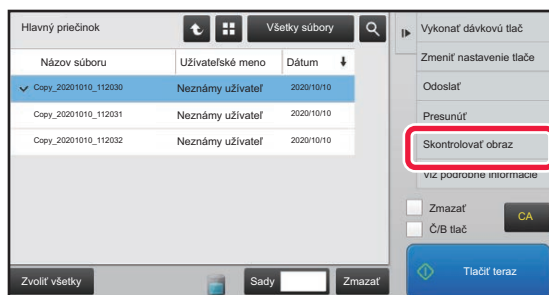 Hlavný priečinok
Všetky súbory
Názov súboru
Užívateľské meno
Dátum
Copy_20201010_112030
Neznámy užívateľ
2020/10/10
Copy_20201010_112031
Neznámy užívateľ
2020/10/10
Copy_20201010_112032
Neznámy užívateľ
2020/10/10
Zvoliť všetky
Sady
Zmazať
Vykonať dávkovú tlač
Zmeniť nastavenie tlače
Odoslať
Presunúť
Skontrolovať obraz
Viz podrobné informácie
Zmazať
Č/B tlač
CA
Tlačiť teraz